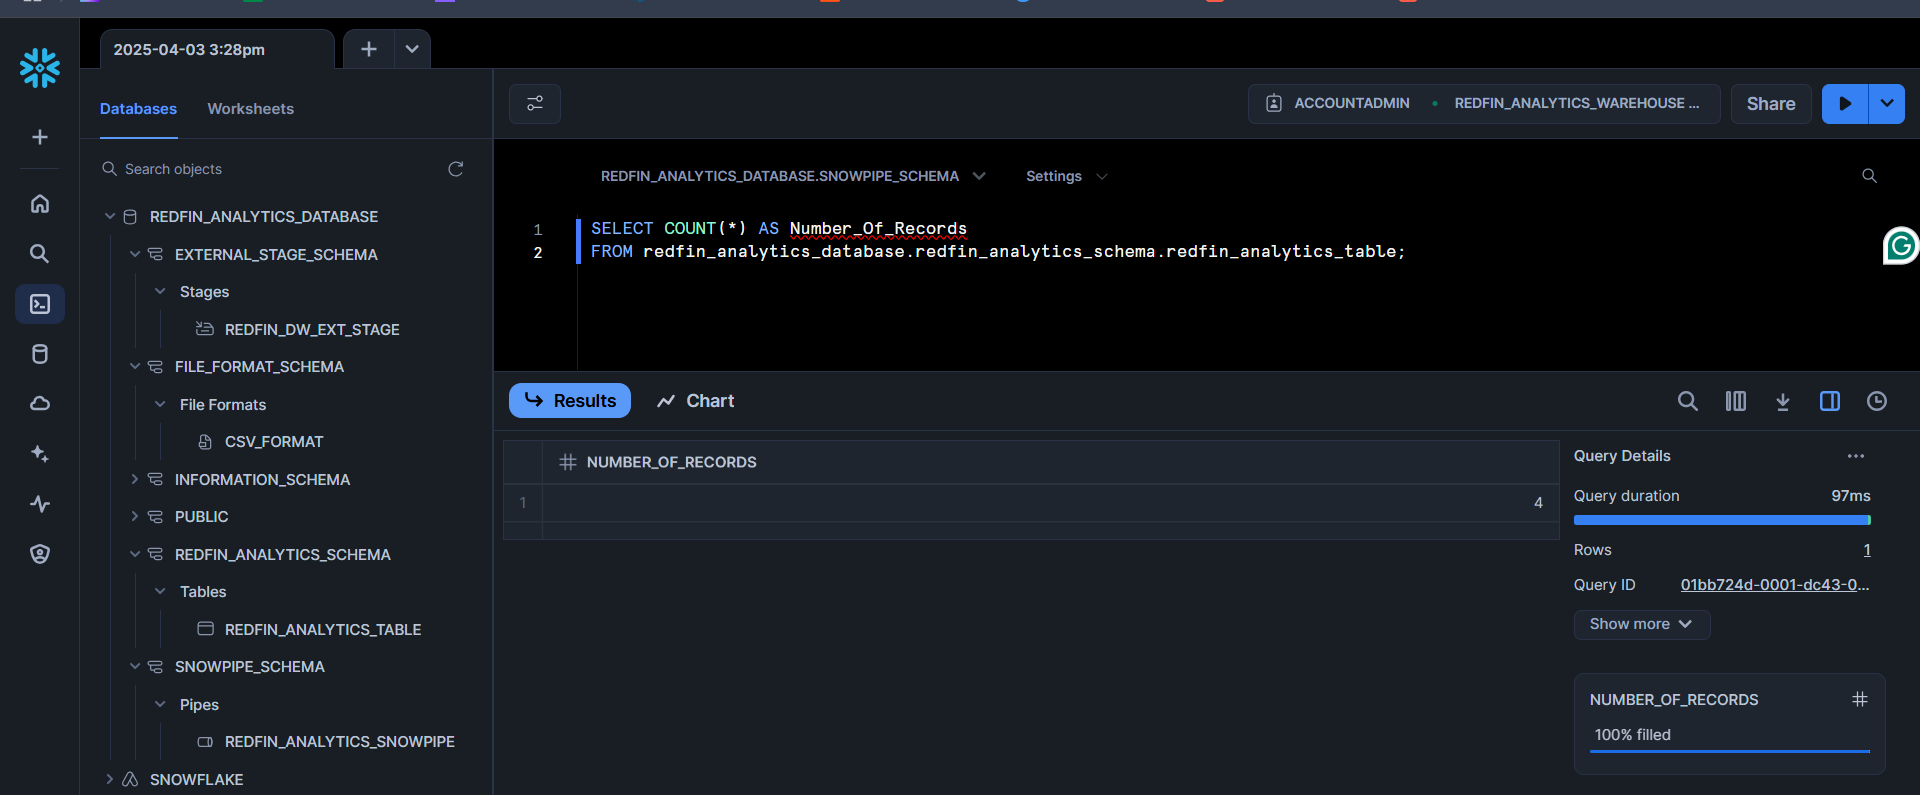 2025-04-03 3:28pm
Databases
Worksheets
Search objects
REDFIN_ANALYTICS_DATABASE
EXTERNAL_STAGE_SCHEMA
Stages
REDFIN_DW_EXT_STAGE
FILE_FORMAT_SCHEMA
File Formats
CSV_FORMAT
INFORMATION_SCHEMA
PUBLIC
REDFIN_ANALYTICS_SCHEMA
Tables
REDFIN_ANALYTICS_TABLE
SNOWPIPE_SCHEMA
Pipes
REDFIN_ANALYTICS_SNOWPIPE
SNOWFLAKE
ACCOUNTADMIN
REDFIN_ANALYTICS_WAREHOUSE ...
Share
REDFIN_ANALYTICS_DATABASE.SNOWPIPE_SCHEMA
Settings
1 SELECT COUNT(*) AS Number_Of_Records
2 FROM redfin_analytics_database.redfin_analytics_schema.redfin_analytics_table;
Results
Chart
# NUMBER_OF_RECORDS
1 4
Query Details
...
Query duration 97ms
Rows 1
Query ID 01bb724d-0001-dc43-0...
Show more
NUMBER_OF_RECORDS #
100% filled